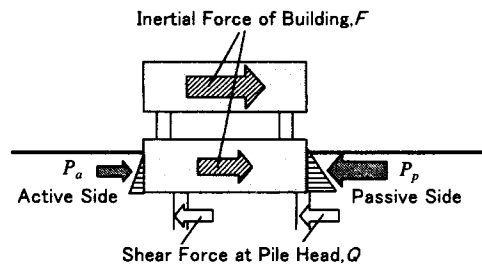 Inertial Force of Building,F
Pa
Pp
Active Side
Passive Side
Shear Force at Pile Head,Q